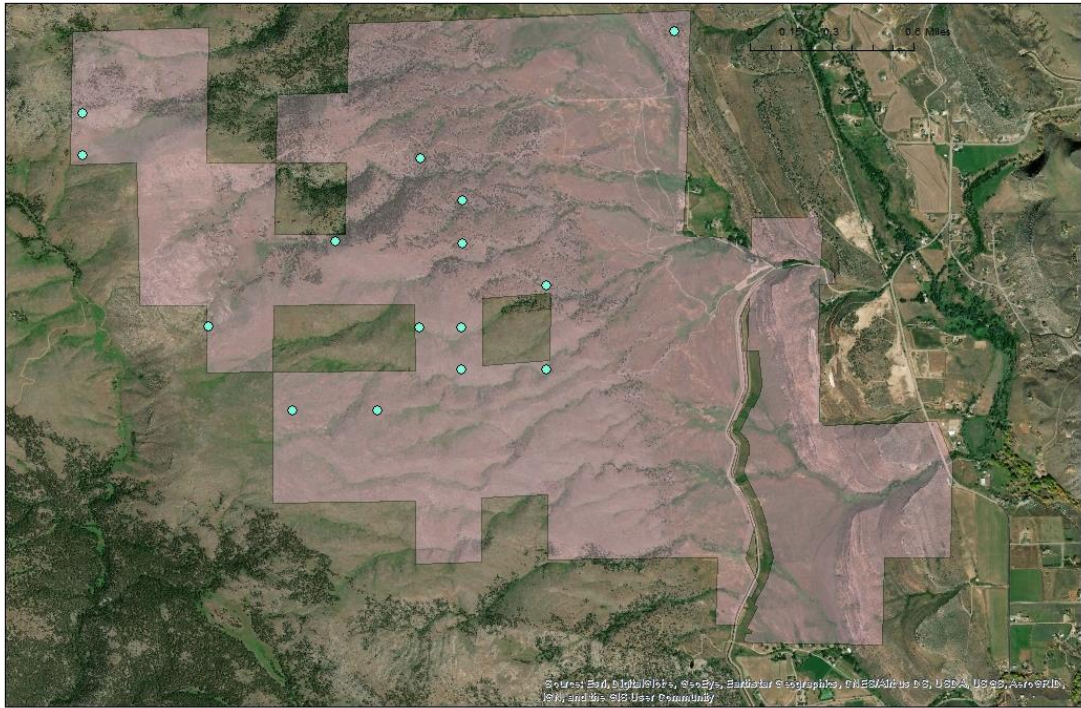 0 0.15 0.3 0.6 Miles
Source: Esri, DigitalGlobe, GeoEye, Earthstar Geographics, CNES/Airbus DS, USDA, USGS, AeroGRID,
IGN, and the GIS User Community